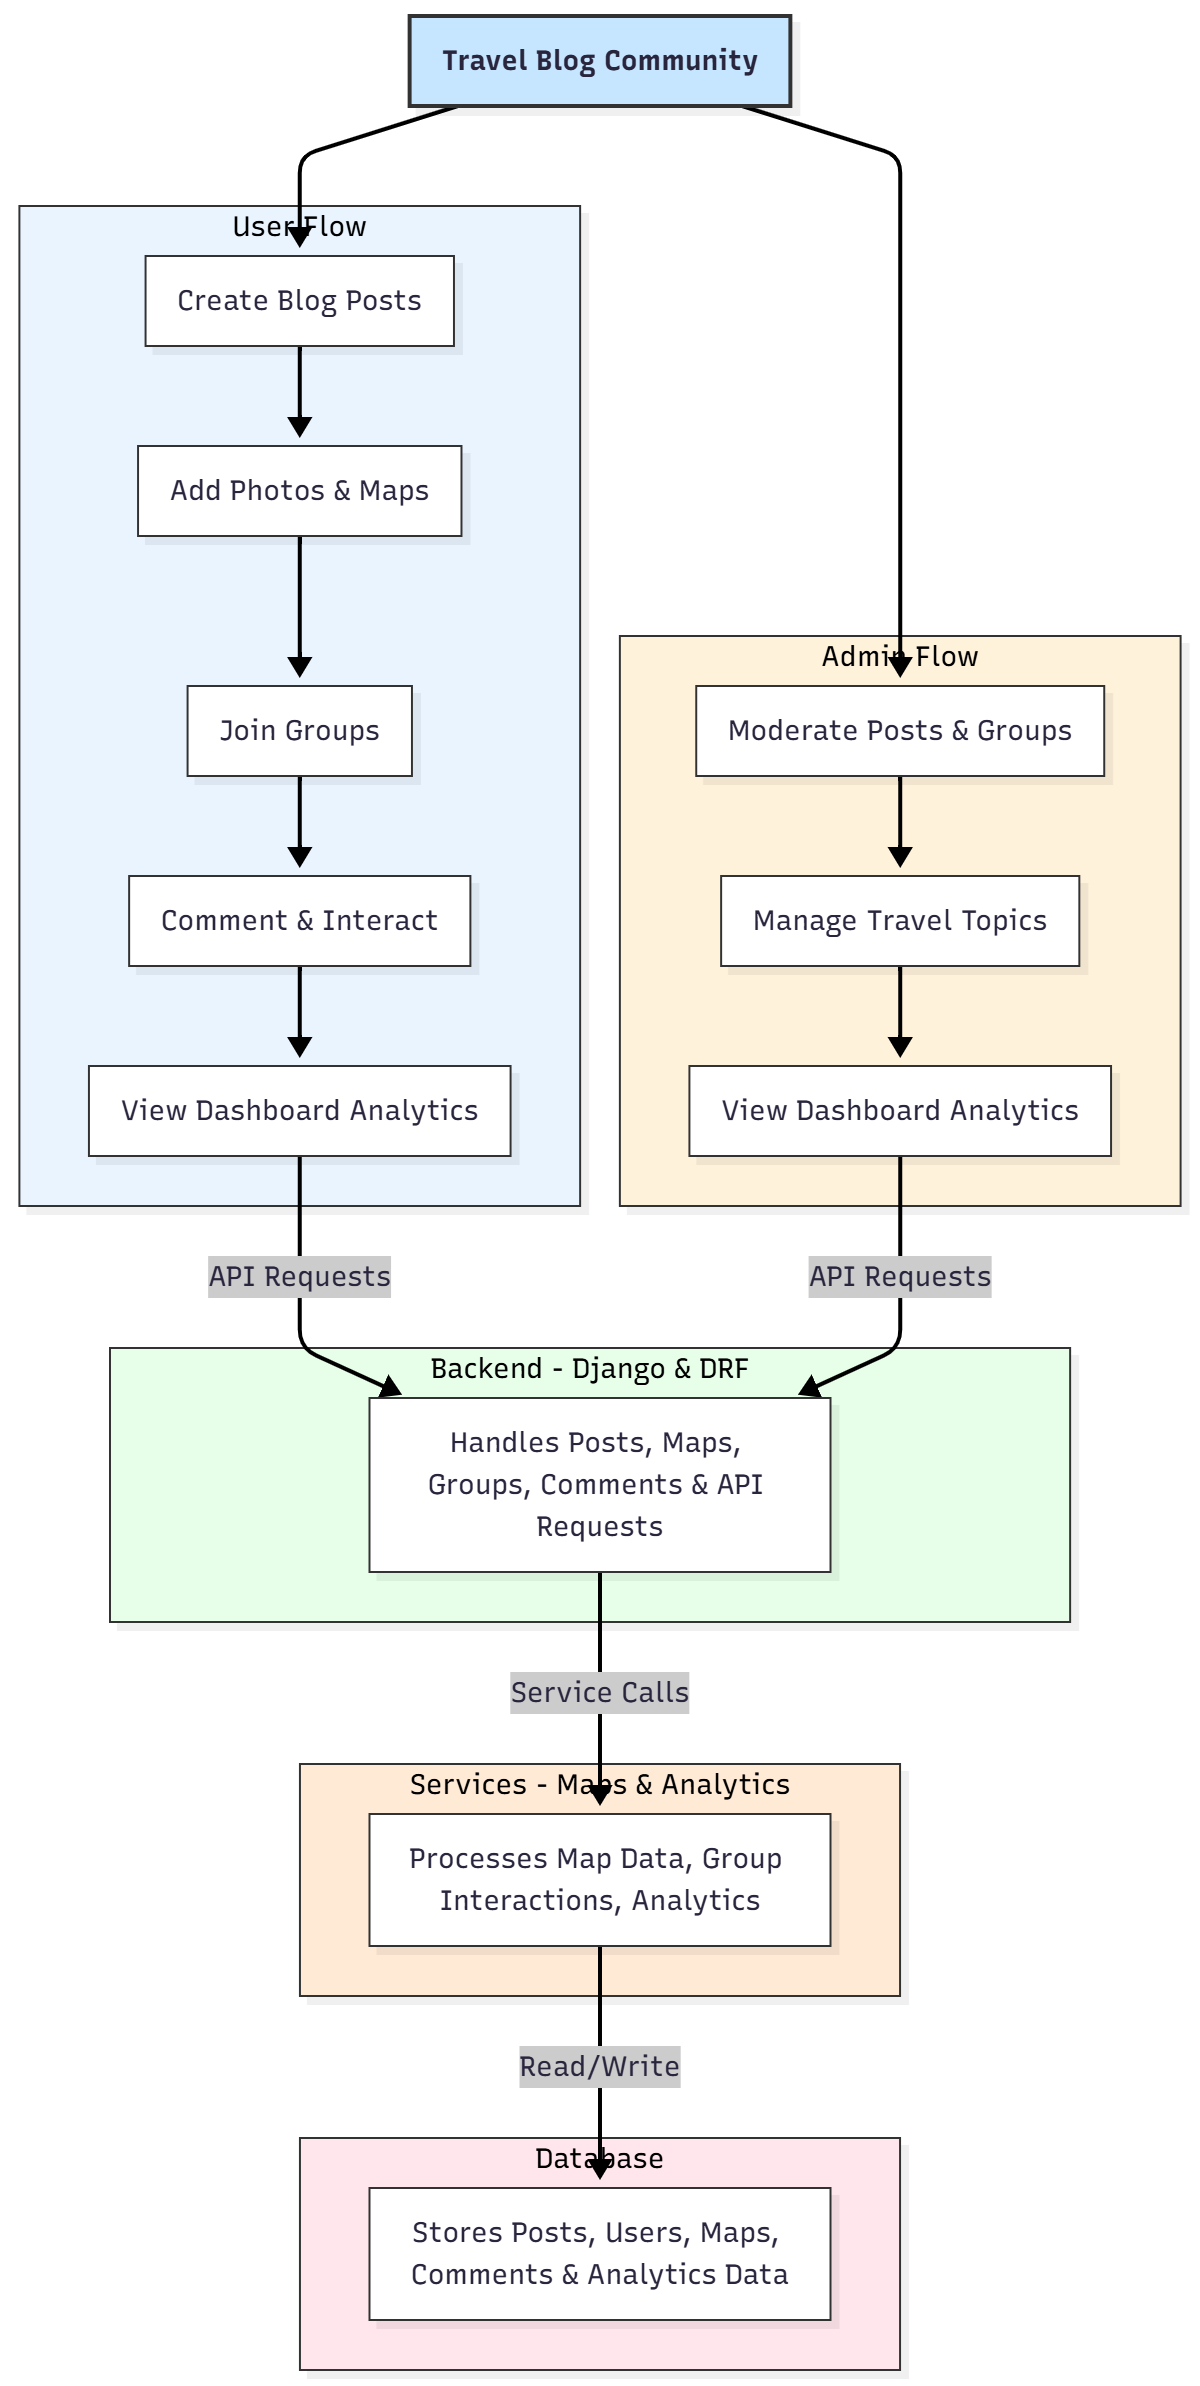 Travel Blog Community
User Flow
Create Blog Posts
Add Photos & Maps
Join Groups
Comment & Interact
View Dashboard Analytics
Admin Flow
Moderate Posts & Groups
Manage Travel Topics
View Dashboard Analytics
API Requests
API Requests
Backend - Django & DRF
Handles Posts, Maps,
Groups, Comments & API
Requests
Service Calls
Services - Maps & Analytics
Processes Map Data, Group
Interactions, Analytics
Read/Write
Database
Stores Posts, Users, Maps,
Comments & Analytics Data